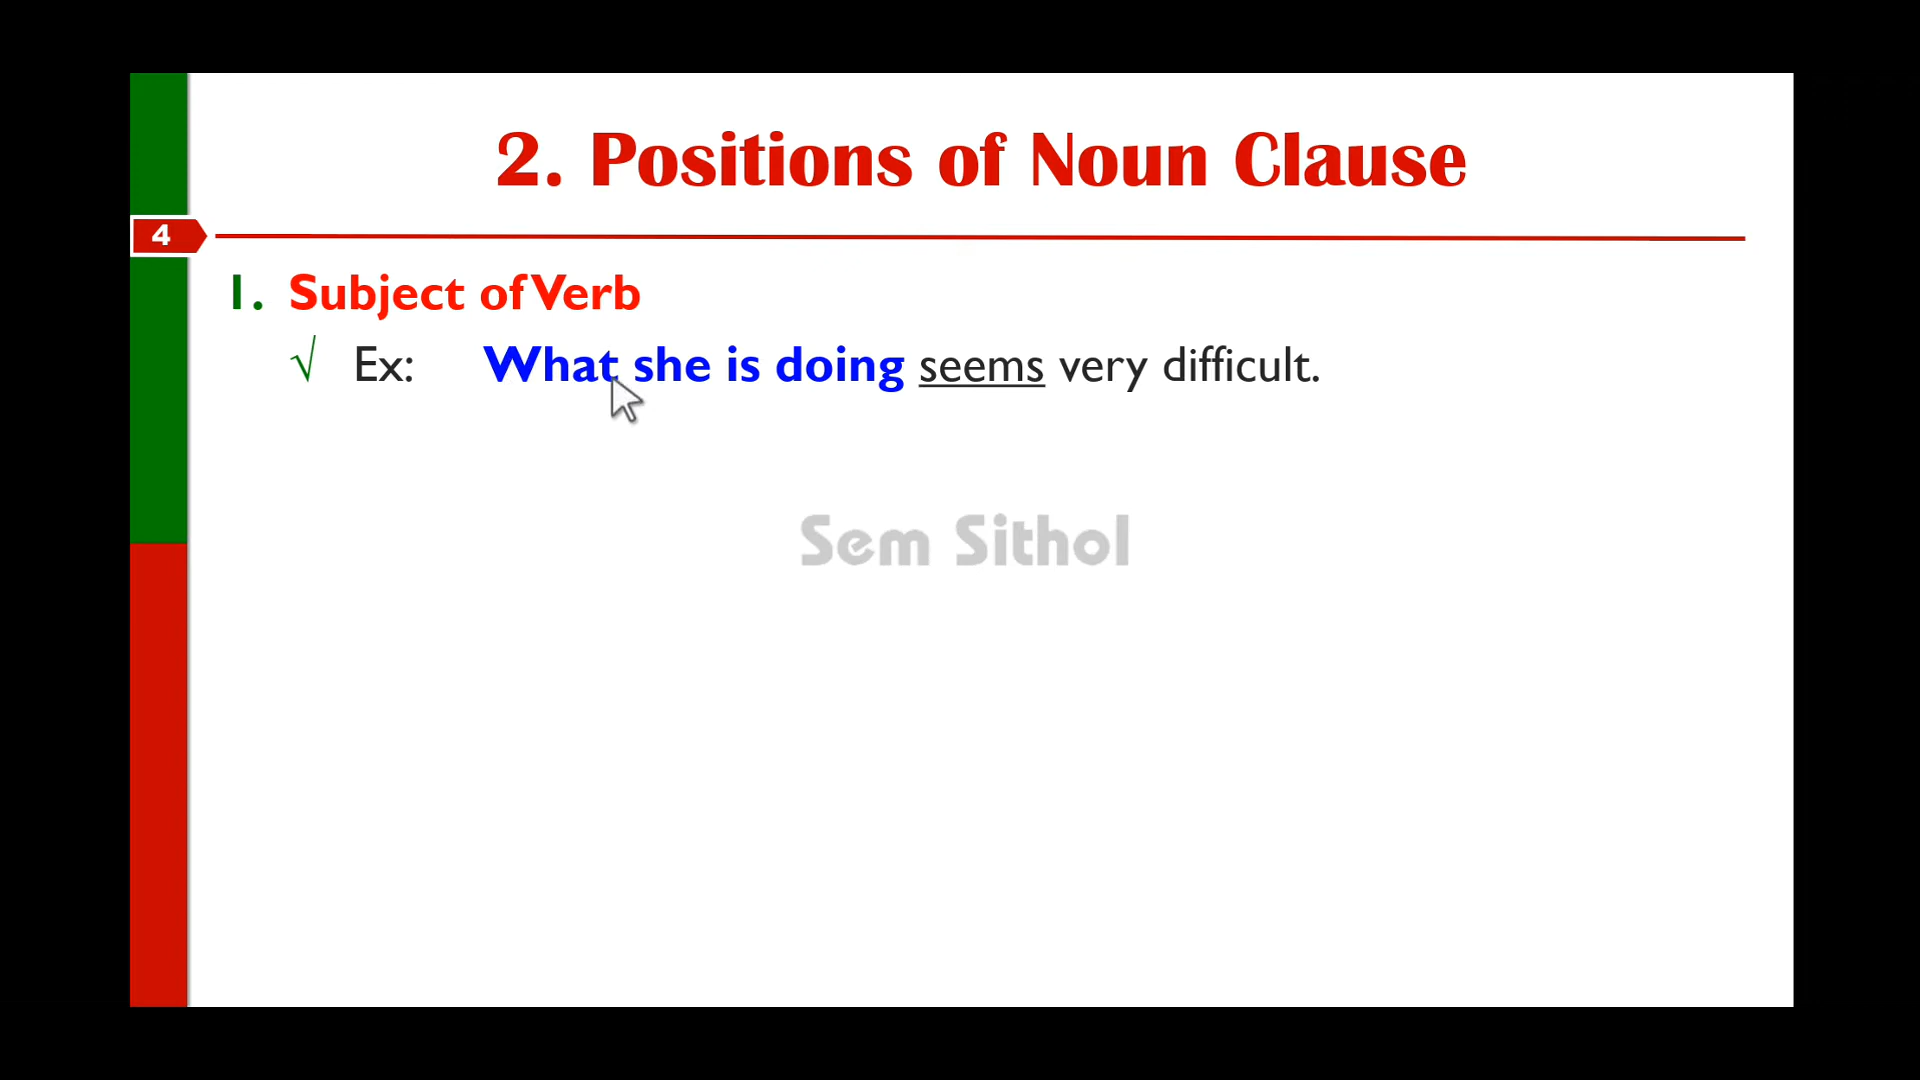 2. Positions of Noun Clause
4
1. Subject of Verb
√ Ex: What she is doing seems very difficult.
Sem Sithol